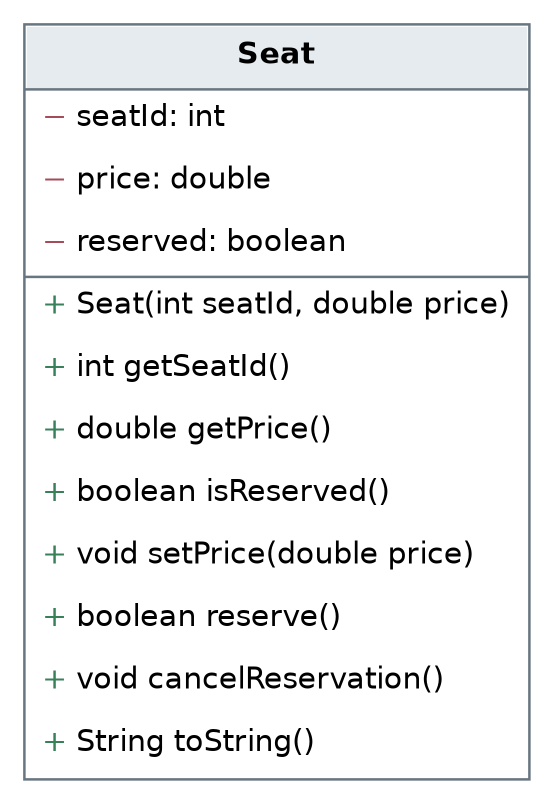 Seat
− seatId: int
− price: double
− reserved: boolean
+ Seat(int seatId, double price)
+ int getSeatId()
+ double getPrice()
+ boolean isReserved()
+ void setPrice(double price)
+ boolean reserve()
+ void cancelReservation()
+ String toString()